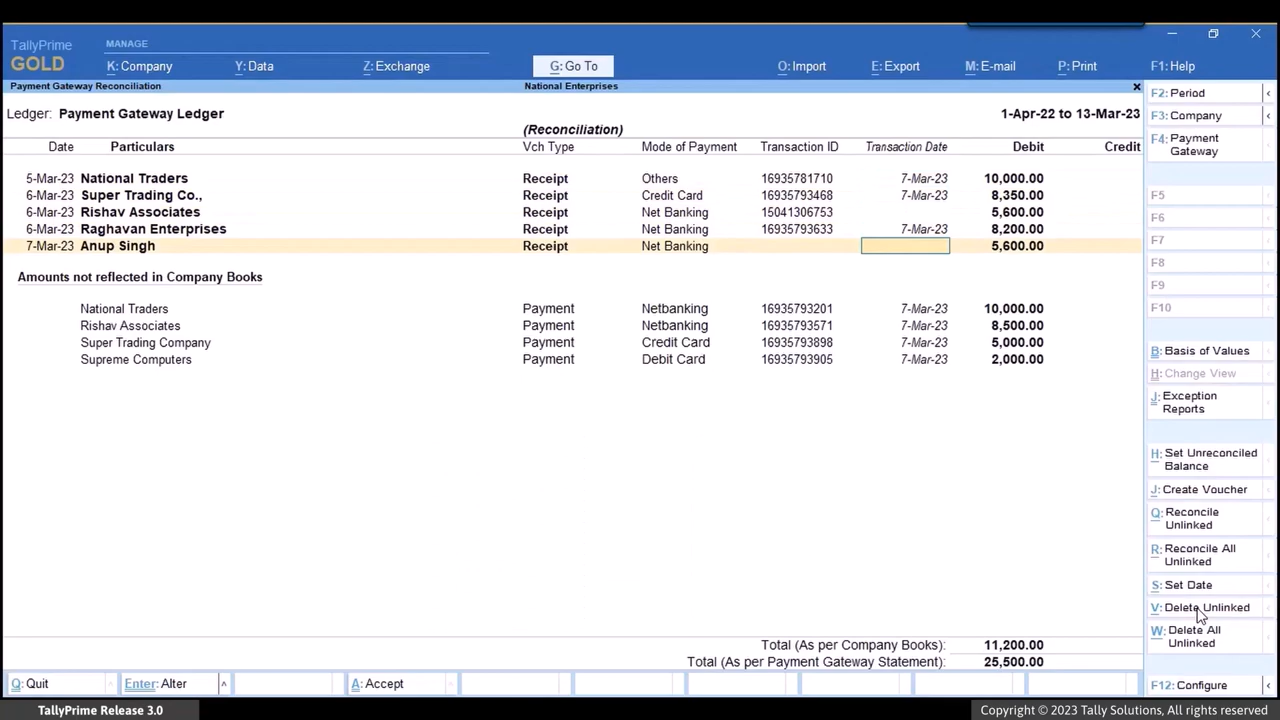 TallyPrime
GOLD
MANAGE
K: Company
Y: Data
Z: Exchange
G: Go To
O: Import
E: Export
M: E-mail
P: Print
F1: Help
Payment Gateway Reconciliation
National Enterprises
Ledger: Payment Gateway Ledger
1-Apr-22 to 13-Mar-23
(Reconciliation)
Date Particulars Vch Type Mode of Payment Transaction ID Transaction Date Debit Credit
5-Mar-23 National Traders Receipt Others 16935781710 7-Mar-23 10,000.00
6-Mar-23 Super Trading Co., Receipt Credit Card 16935793468 7-Mar-23 8,350.00
6-Mar-23 Rishav Associates Receipt Net Banking 15041306753 5,600.00
6-Mar-23 Raghavan Enterprises Receipt Net Banking 16935793633 7-Mar-23 8,200.00
7-Mar-23 Anup Singh Receipt Net Banking 5,600.00
Amounts not reflected in Company Books
National Traders Payment Netbanking 16935793201 7-Mar-23 10,000.00
Rishav Associates Payment Netbanking 16935793571 7-Mar-23 8,500.00
Super Trading Company Payment Credit Card 16935793898 7-Mar-23 5,000.00
Supreme Computers Payment Debit Card 16935793905 7-Mar-23 2,000.00
Total (As per Company Books): 11,200.00
Total (As per Payment Gateway Statement): 25,500.00
F2: Period
F3: Company
F4: Payment
Gateway
F5
F6
F7
F8
F9
F10
B: Basis of Values
H: Change View
J: Exception
Reports
H: Set Unreconciled
Balance
J: Create Voucher
Q: Reconcile
Unlinked
R: Reconcile All
Unlinked
S: Set Date
V: Delete Unlinked
W: Delete All
Unlinked
F12: Configure
Q: Quit
Enter: Alter
A: Accept
TallyPrime Release 3.0
Copyright © 2023 Tally Solutions, All rights reserved